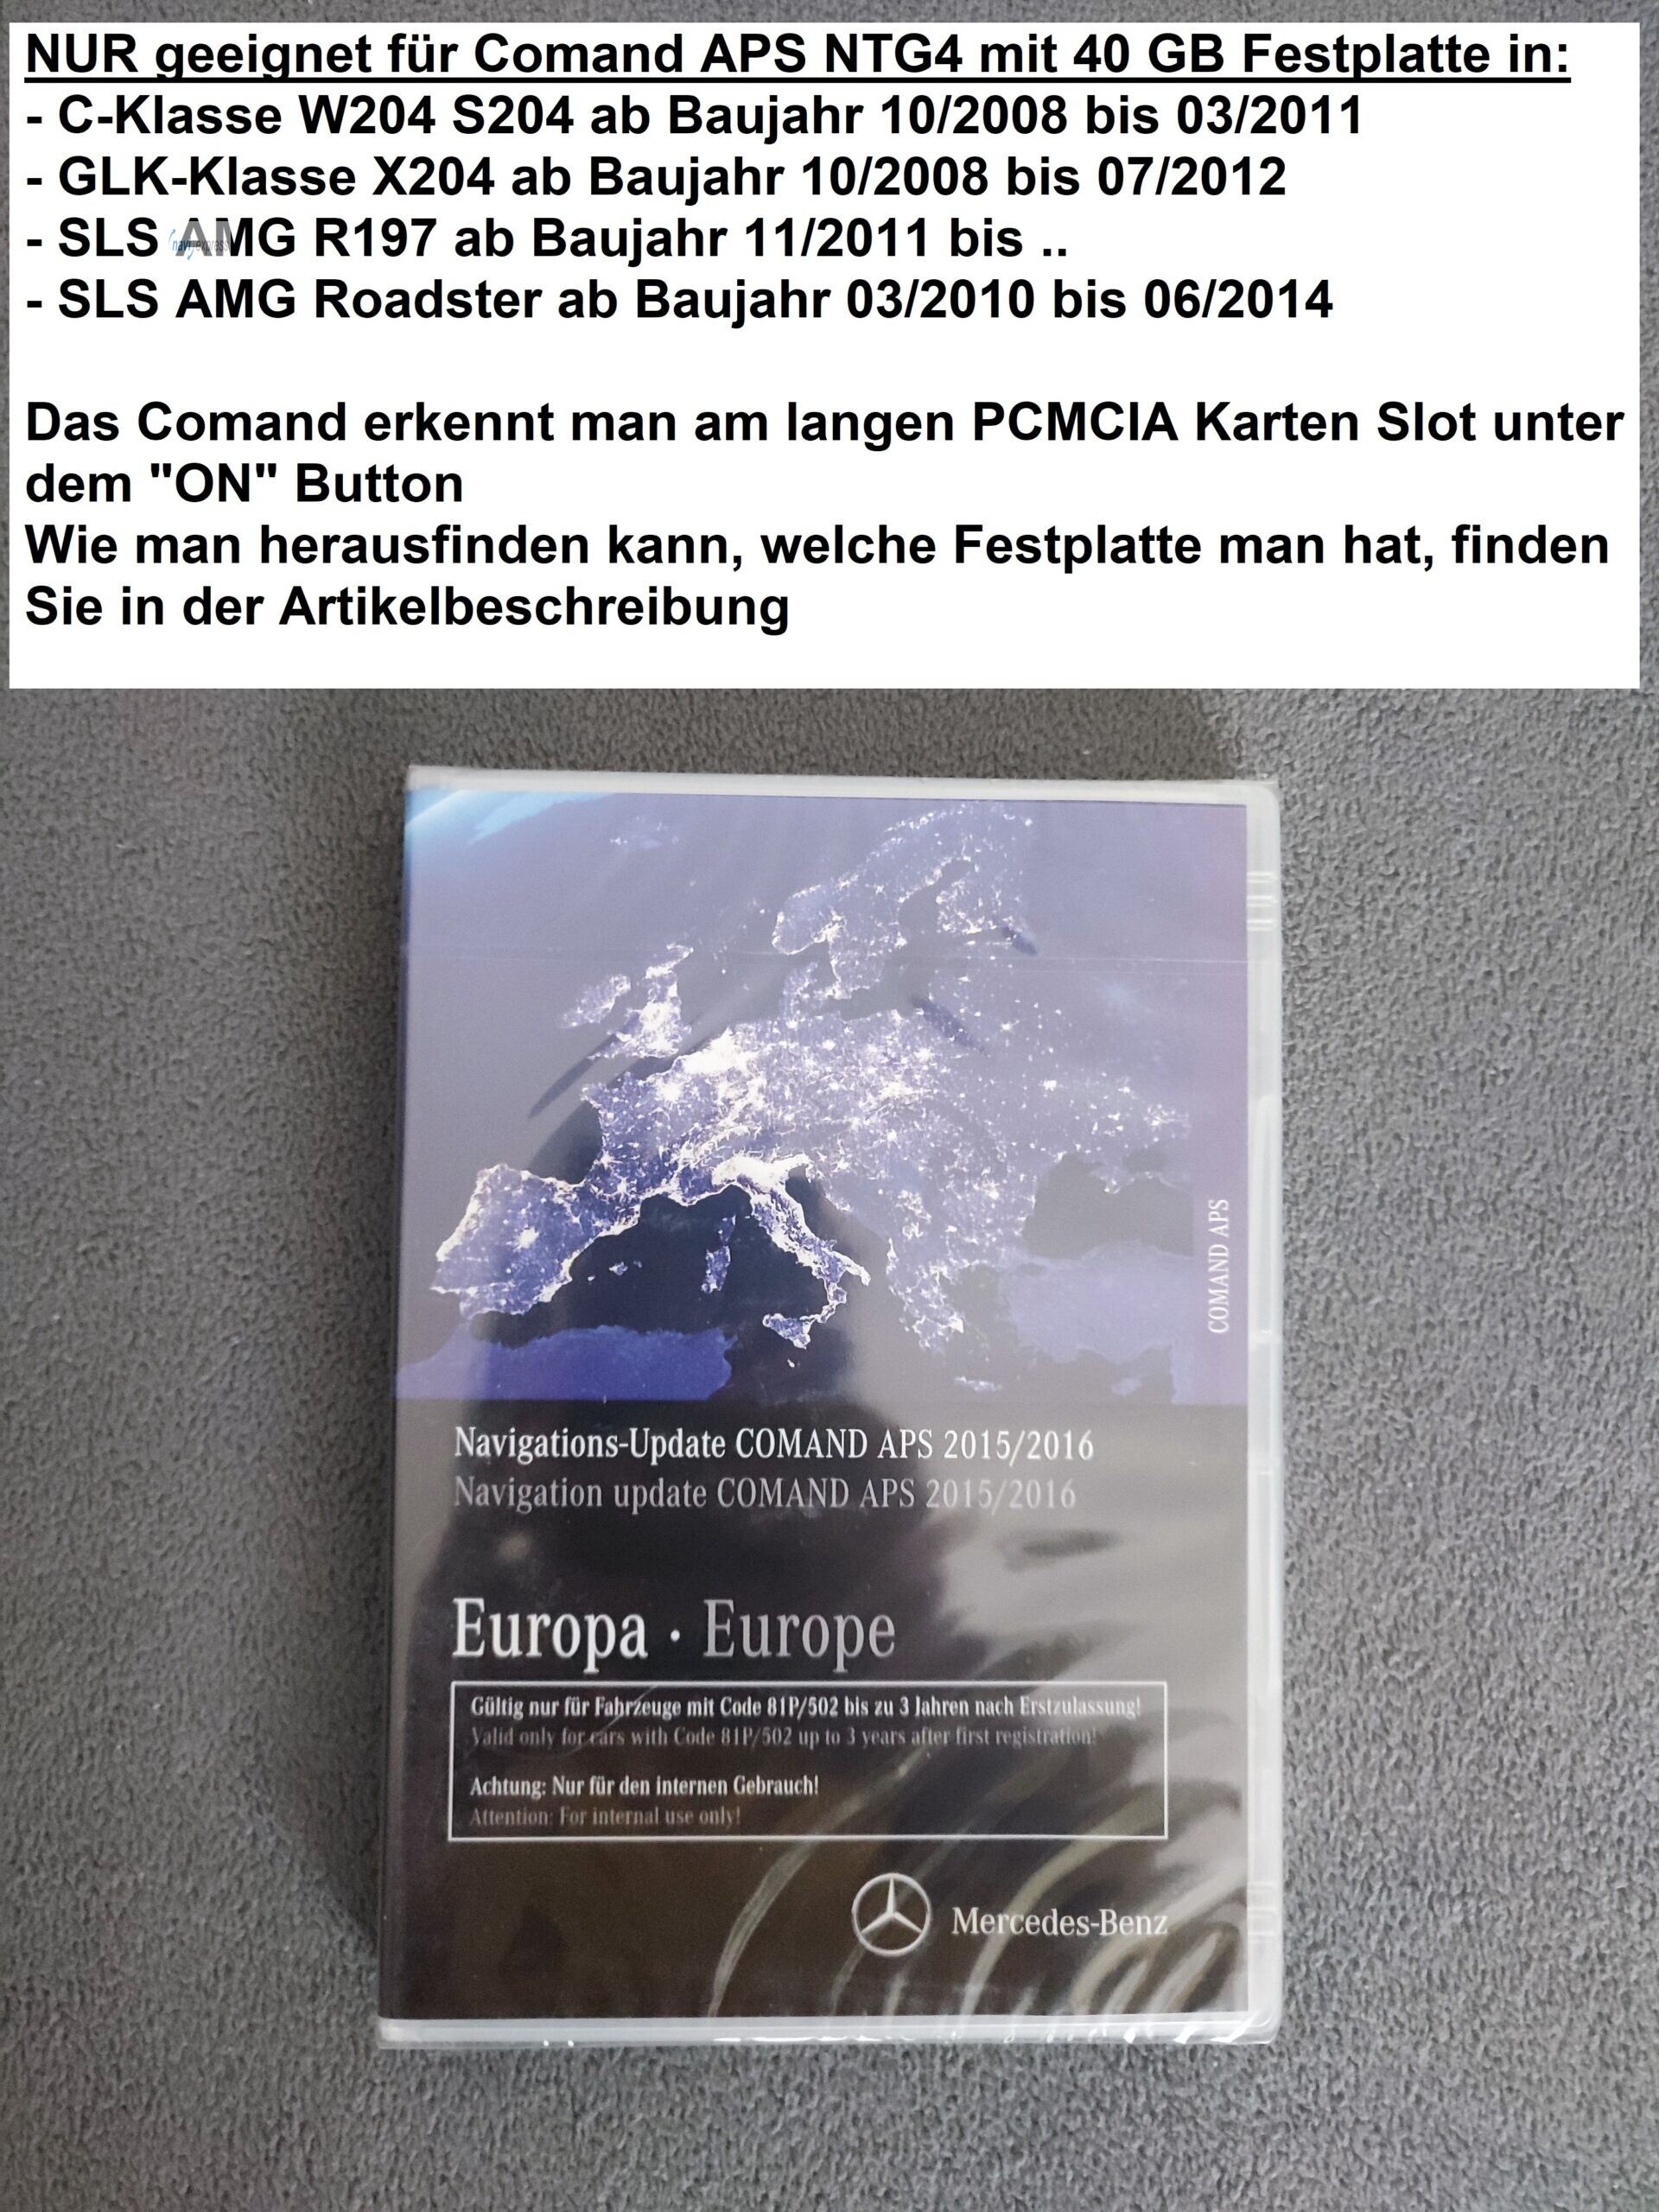 NUR geeignet für Comand APS NTG4 mit 40 GB Festplatte in:
- C-Klasse W204 S204 ab Baujahr 10/2008 bis 03/2011
- GLK-Klasse X204 ab Baujahr 10/2008 bis 07/2012
- SLS AMG R197 ab Baujahr 11/2011 bis ..
navi express
- SLS AMG Roadster ab Baujahr 03/2010 bis 06/2014
Das Comand erkennt man am langen PCMCIA Karten Slot unter
dem "ON" Button
Wie man herausfinden kann, welche Festplatte man hat, finden
Sie in der Artikelbeschreibung
COMAND APS
Navigations-Update COMAND APS 2015/2016
Navigation update COMAND APS 2015/2016
Europa · Europe
Gültig nur für Fahrzeuge mit Code 81P/502 bis zu 3 Jahren nach Erstzulassung!
Valid only for cars with Code 81P/502 up to 3 years after first registration!
Achtung: Nur für den internen Gebrauch!
Attention: For internal use only!
Mercedes-Benz